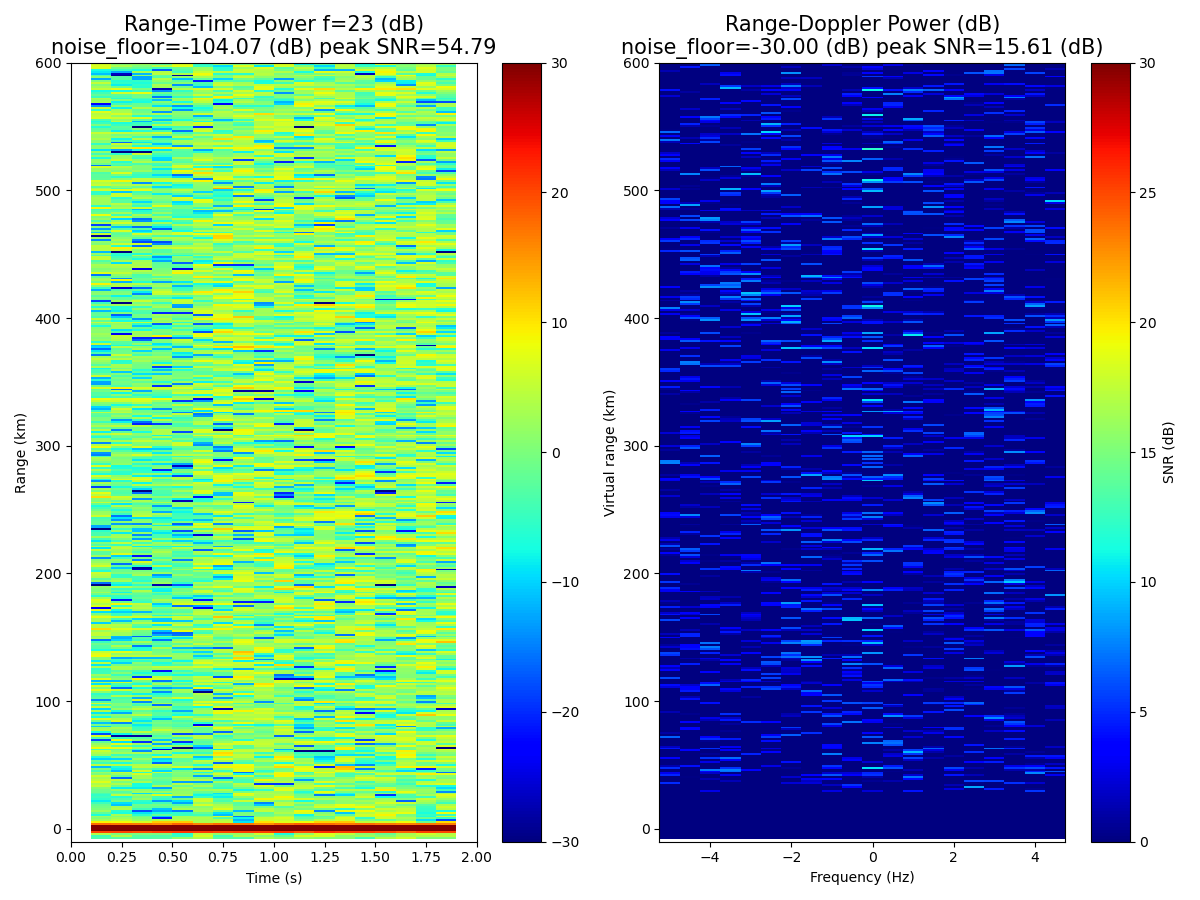 Range-Time Power f=23 (dB)
noise_floor=-104.07 (dB) peak SNR=54.79
600
500
400
300
200
100
0
Range (km)
0.00 0.25 0.50 0.75 1.00 1.25 1.50 1.75 2.00
Time (s)
30
20
10
0
−10
−20
−30
Range-Doppler Power (dB)
noise_floor=-30.00 (dB) peak SNR=15.61 (dB)
600
500
400
300
200
100
0
Virtual range (km)
−4 −2 0 2 4
Frequency (Hz)
30
25
20
15
10
5
0
SNR (dB)